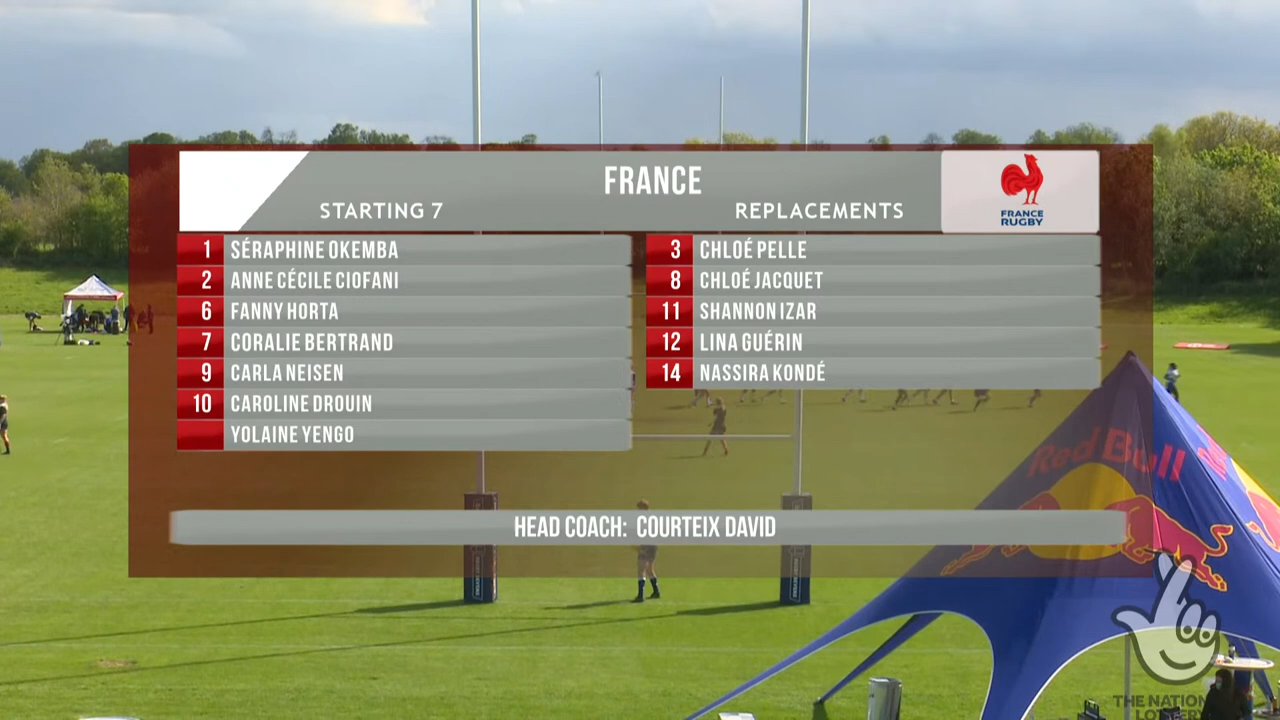 FRANCE
STARTING 7
REPLACEMENTS
FRANCE
RUGBY
1 SÉRAPHINE OKEMBA
2 ANNE CÉCILE CIOFANI
6 FANNY HORTA
7 CORALIE BERTRAND
9 CARLA NEISEN
10 CAROLINE DROUIN
YOLAINE YENGO
3 CHLOÉ PELLE
8 CHLOÉ JACQUET
11 SHANNON IZAR
12 LINA GUÉRIN
14 NASSIRA KONDÉ
HEAD COACH: COURTEIX DAVID
Red Bull
THE NATIONAL
LOTTERY